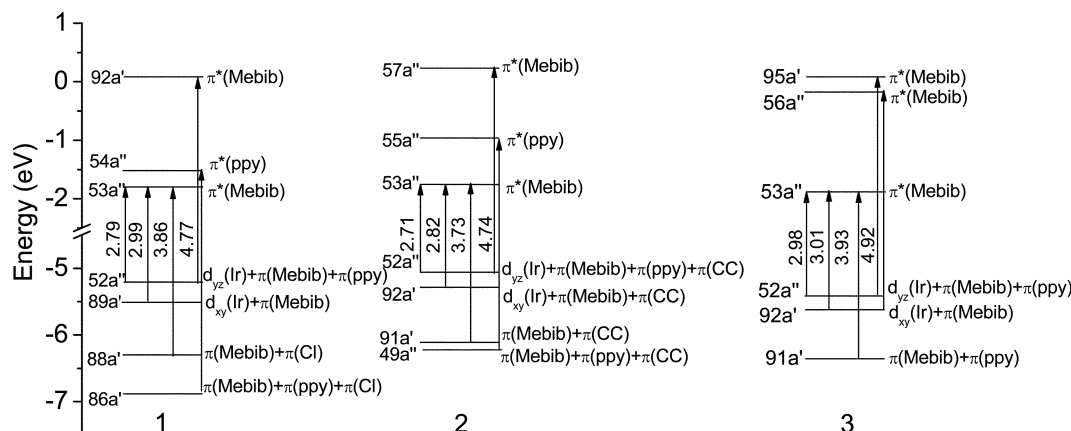 Energy (eV)
1
0
-1
-2
-5
-6
-7
92a' π*(Mebib)
54a" π*(ppy)
53a" π*(Mebib)
2.79 2.99 3.86 4.77
52a" dyz(Ir)+π(Mebib)+π(ppy)
89a' dxy(Ir)+π(Mebib)
88a' π(Mebib)+π(Cl)
86a' π(Mebib)+π(ppy)+π(Cl)
1
57a" π*(Mebib)
55a" π*(ppy)
53a" π*(Mebib)
2.71 2.82 3.73 4.74
52a" dyz(Ir)+π(Mebib)+π(ppy)+π(CC)
92a' dxy(Ir)+π(Mebib)+π(CC)
91a' π(Mebib)+π(CC)
49a" π(Mebib)+π(ppy)+π(CC)
2
95a' π*(Mebib)
56a" π*(Mebib)
53a" π*(Mebib)
2.98 3.01 3.93 4.92
52a" dyz(Ir)+π(Mebib)+π(ppy)
92a' dxy(Ir)+π(Mebib)
91a' π(Mebib)+π(ppy)
3